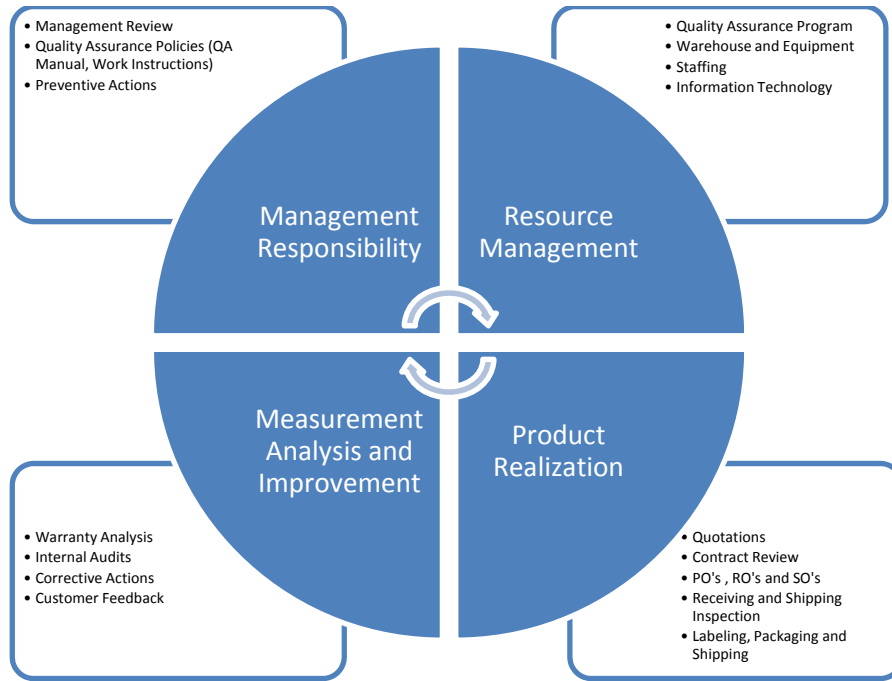 • Management Review
• Quality Assurance Policies (QA
Manual, Work Instructions)
• Preventive Actions
• Quality Assurance Program
• Warehouse and Equipment
• Staffing
• Information Technology
Management
Responsibility
Resource
Management
Measurement
Analysis and
Improvement
Product
Realization
• Warranty Analysis
• Internal Audits
• Corrective Actions
• Customer Feedback
• Quotations
• Contract Review
• PO's , RO's and SO's
• Receiving and Shipping
Inspection
• Labeling, Packaging and
Shipping